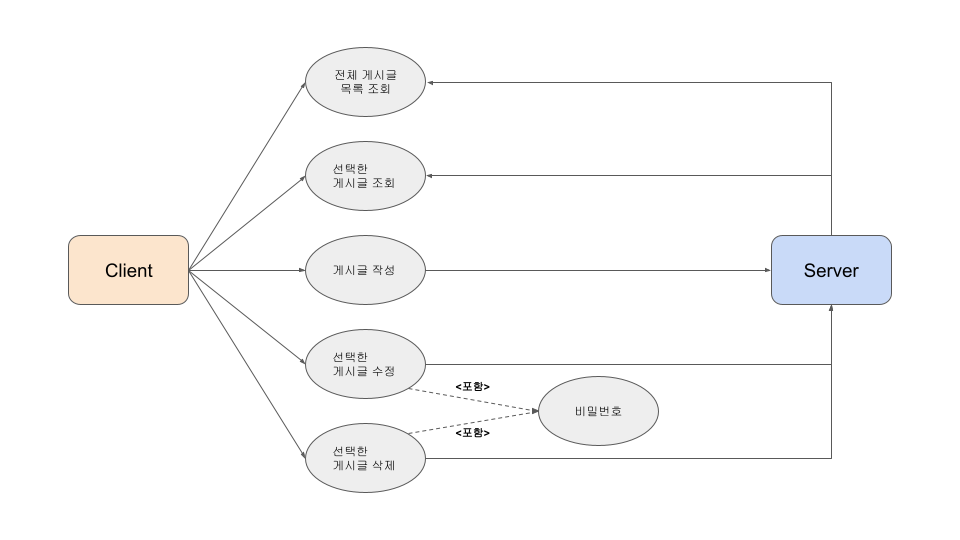 전체 게시글
목록 조회
선택한
게시글 조회
Client
게시글 작성
Server
선택한
게시글 수정
<포함>
비밀번호
<포함>
선택한
게시글 삭제